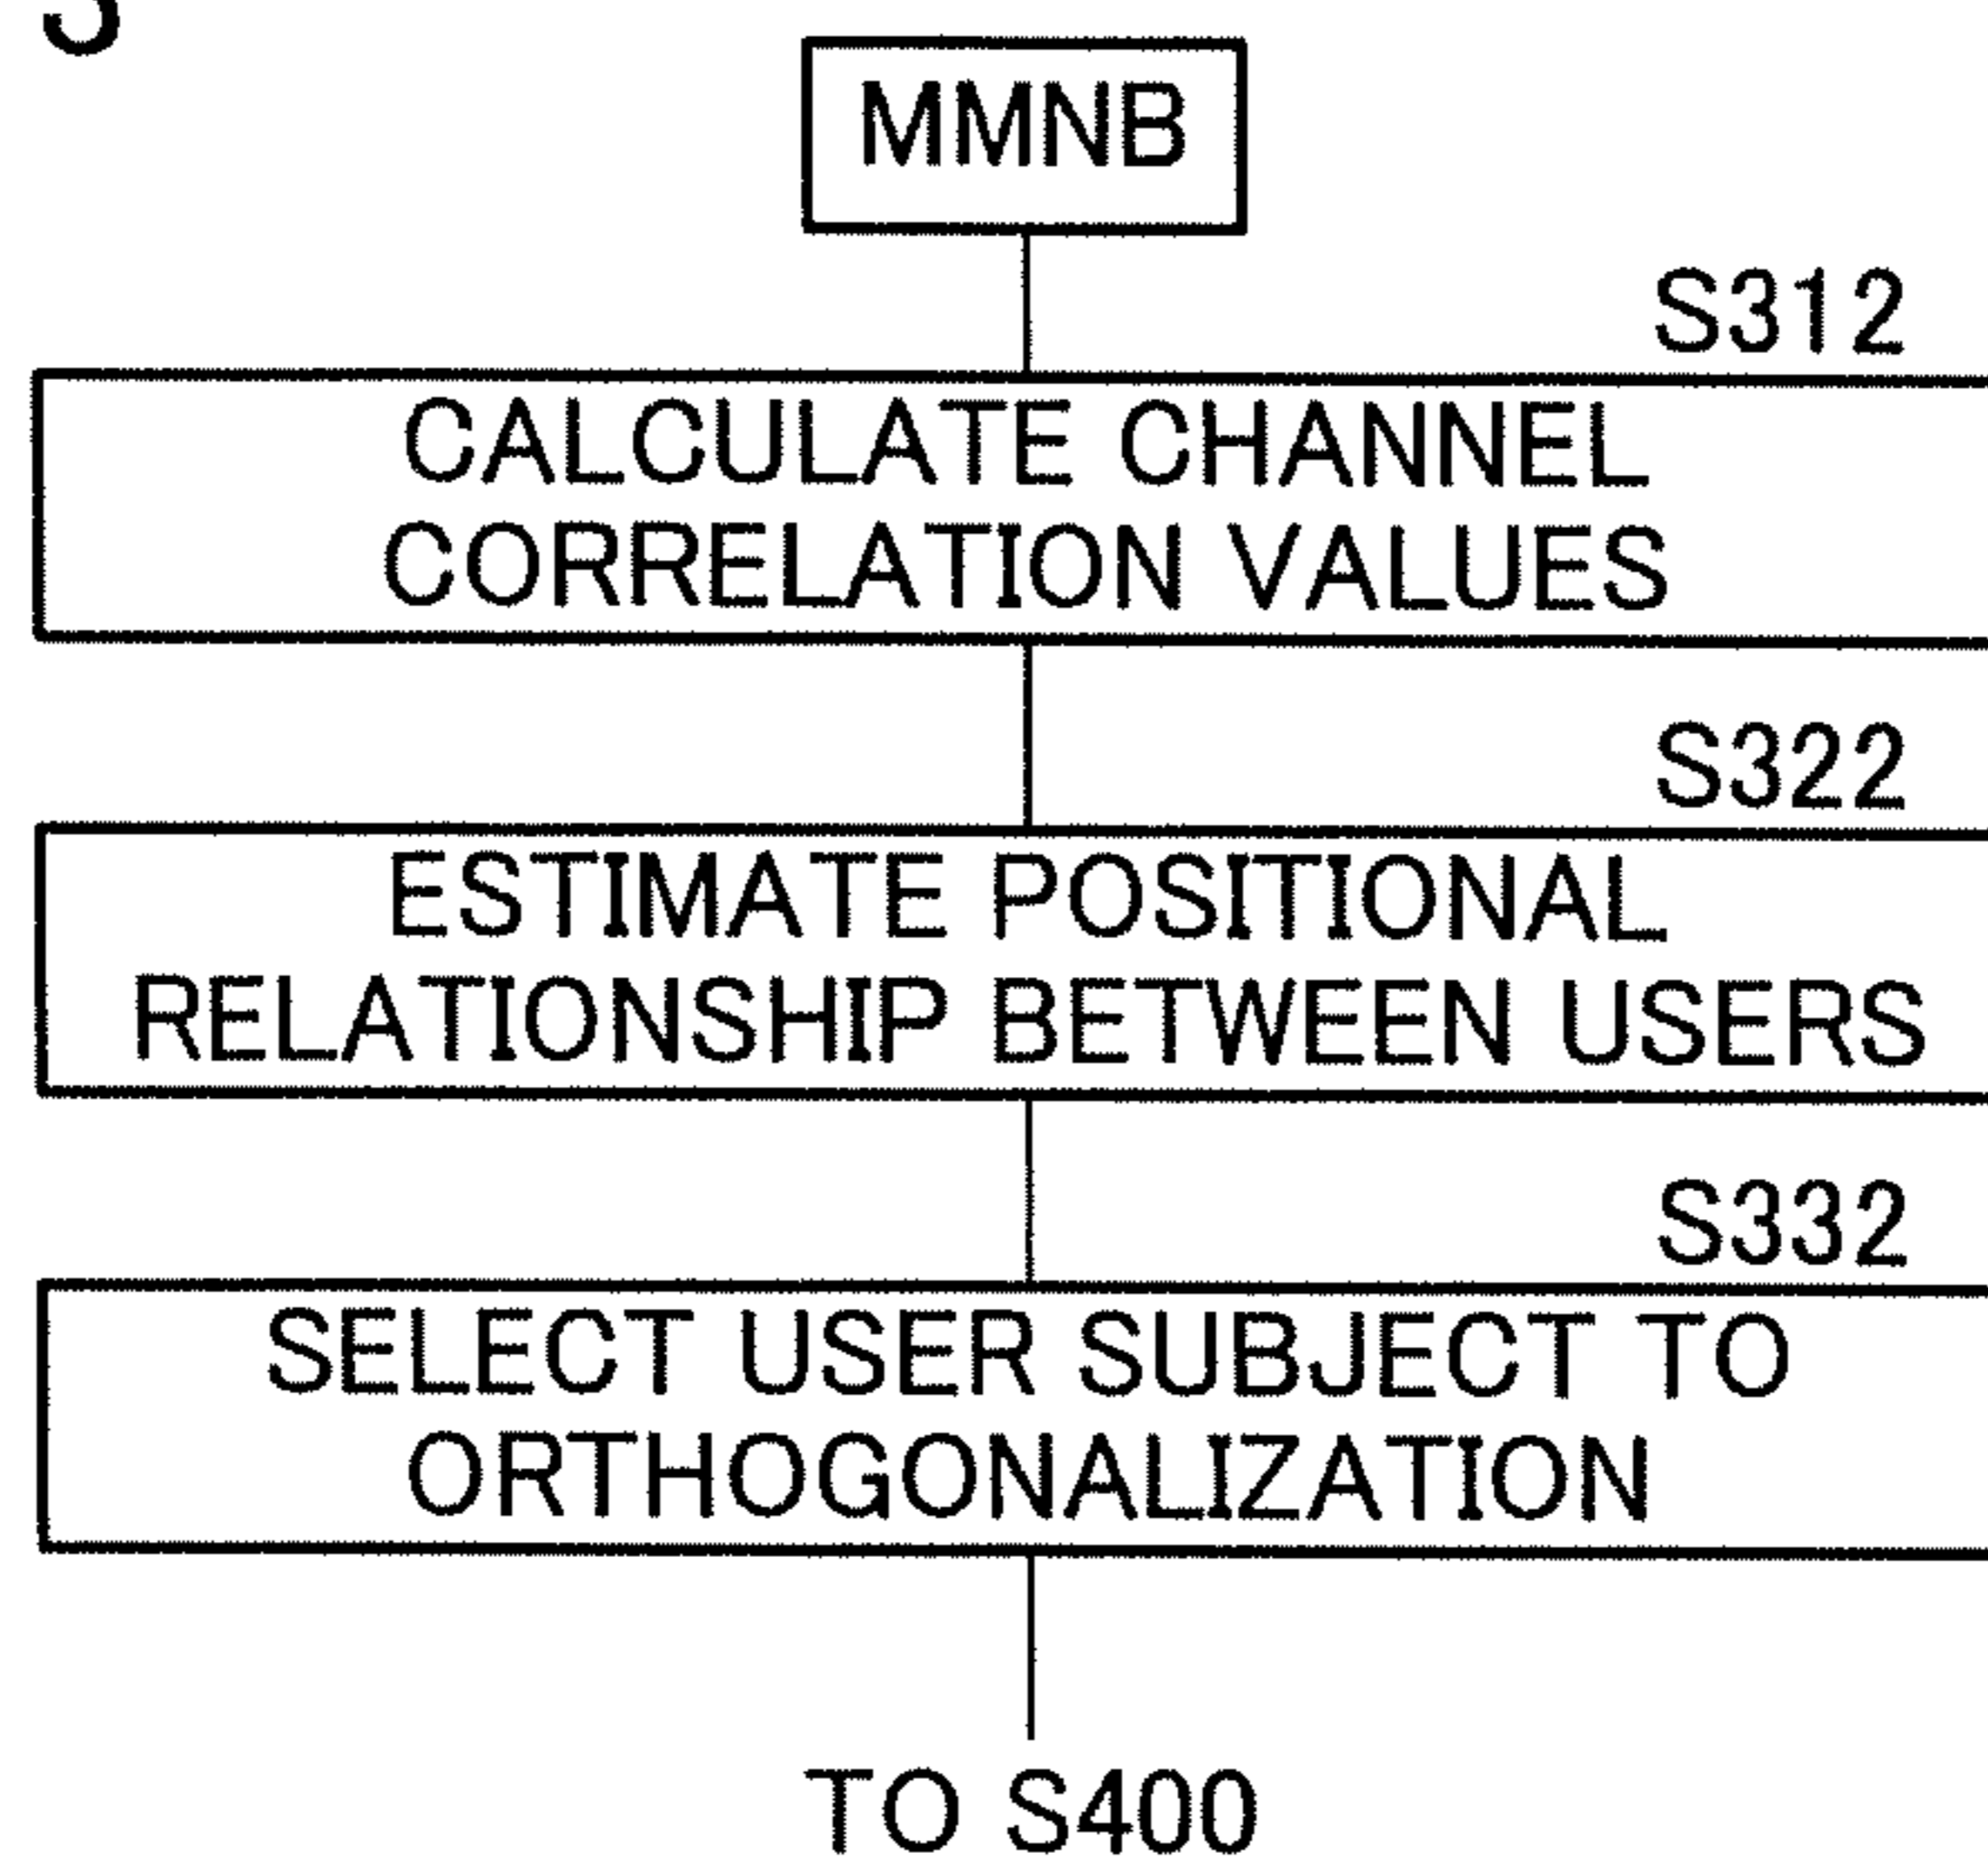 MMNB
S312
CALCULATE CHANNEL
CORRELATION VALUES
S322
ESTIMATE POSITIONAL
RELATIONSHIP BETWEEN USERS
S332
SELECT USER SUBJECT TO
ORTHOGONALIZATION
TO S400